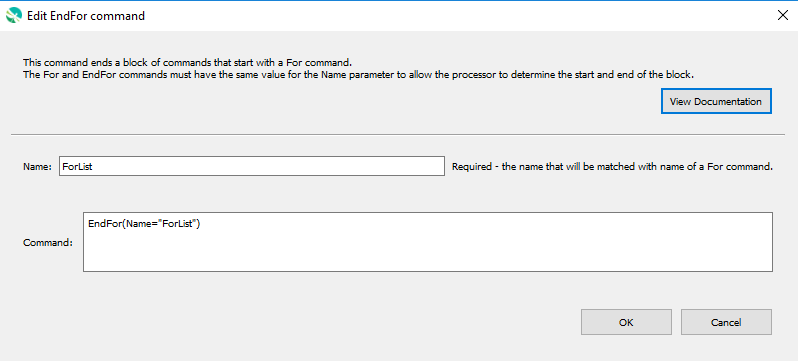 Edit EndFor command
This command ends a block of commands that start with a For command.
The For and EndFor commands must have the same value for the Name parameter to allow the processor to determine the start and end of the block.
View Documentation
Name: ForList Required - the name that will be matched with name of a For command.
Command: EndFor(Name="ForList")
OK Cancel